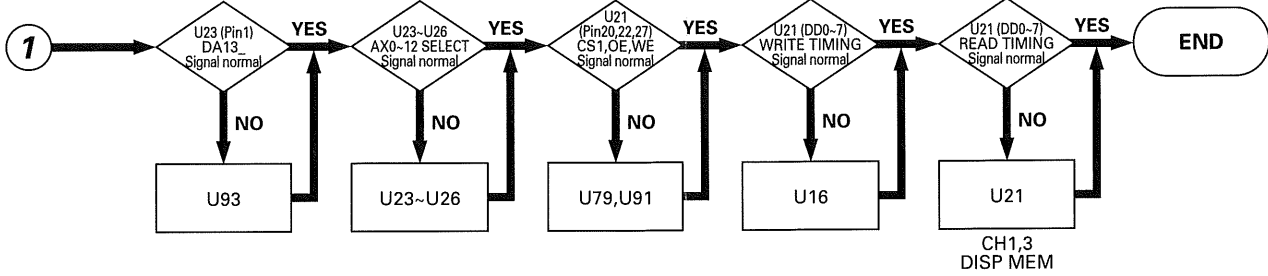 1
U23 (Pin1)
DA13_
Signal normal
YES
NO
U93
U23~U26
AX0~12 SELECT
Signal normal
YES
NO
U23~U26
U21
(Pin20,22,27)
CS1,OE,WE
Signal normal
YES
NO
U79,U91
U21 (DD0~7)
WRITE TIMING
Signal normal
YES
NO
U16
U21 (DD0~7)
READ TIMING
Signal normal
YES
NO
U21
CH1,3
DISP MEM
END